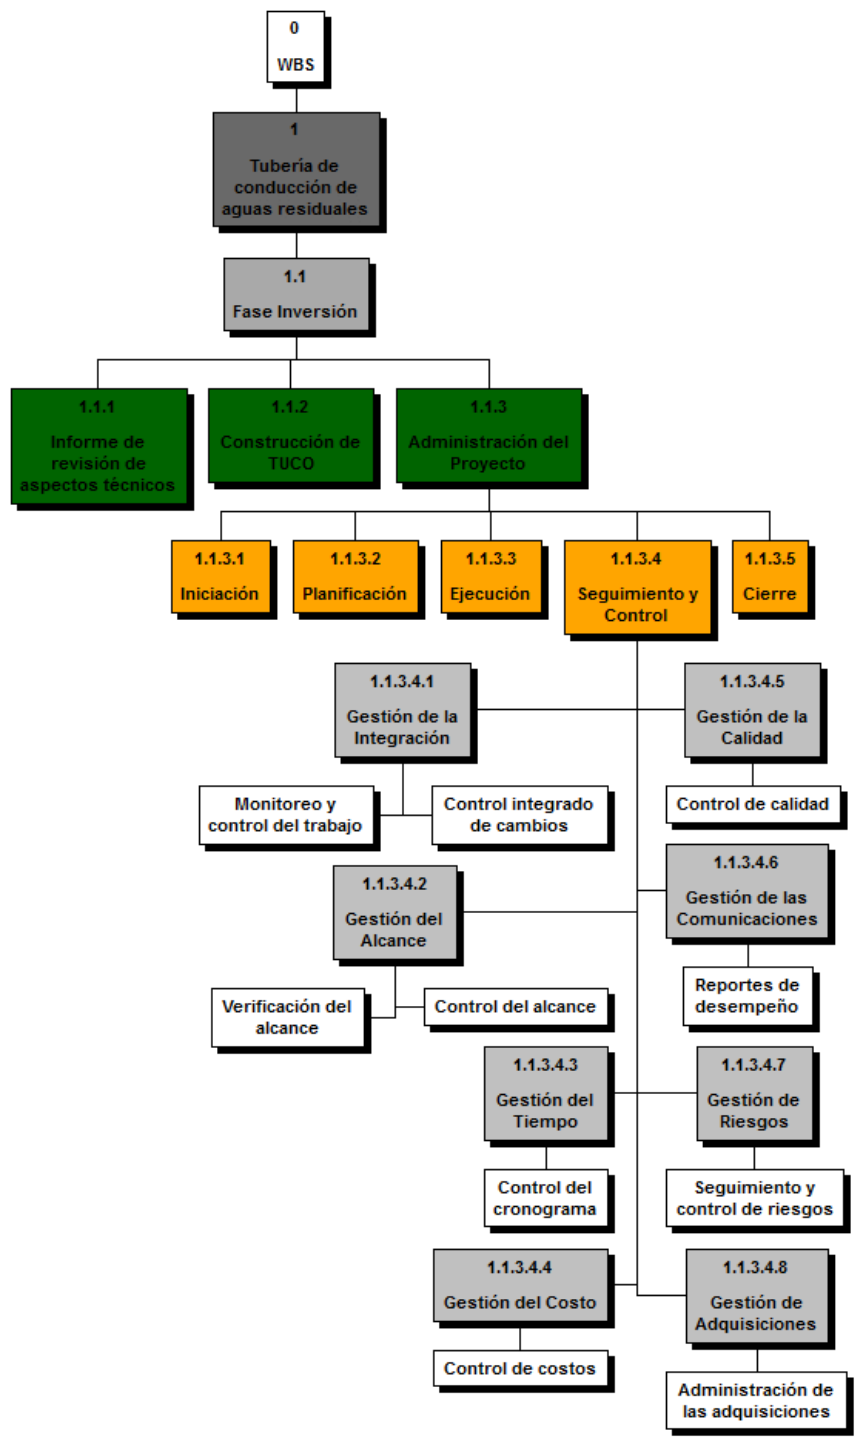 0
WBS
1
Tubería de
conducción de
aguas residuales
1.1
Fase Inversión
1.1.1
Informe de
revisión de
aspectos técnicos
1.1.2
Construcción de
TUCO
1.1.3
Administración del
Proyecto
1.1.3.1
Iniciación
1.1.3.2
Planificación
1.1.3.3
Ejecución
1.1.3.4
Seguimiento y
Control
1.1.3.5
Cierre
1.1.3.4.1
Gestión de la
Integración
Monitoreo y
control del trabajo
Control integrado
de cambios
1.1.3.4.5
Gestión de la
Calidad
Control de calidad
1.1.3.4.2
Gestión del
Alcance
Verificación del
alcance
Control del alcance
1.1.3.4.6
Gestión de las
Comunicaciones
Reportes de
desempeño
1.1.3.4.3
Gestión del
Tiempo
Control del
cronograma
1.1.3.4.7
Gestión de
Riesgos
Seguimiento y
control de riesgos
1.1.3.4.4
Gestión del Costo
Control de costos
1.1.3.4.8
Gestión de
Adquisiciones
Administración de
las adquisiciones